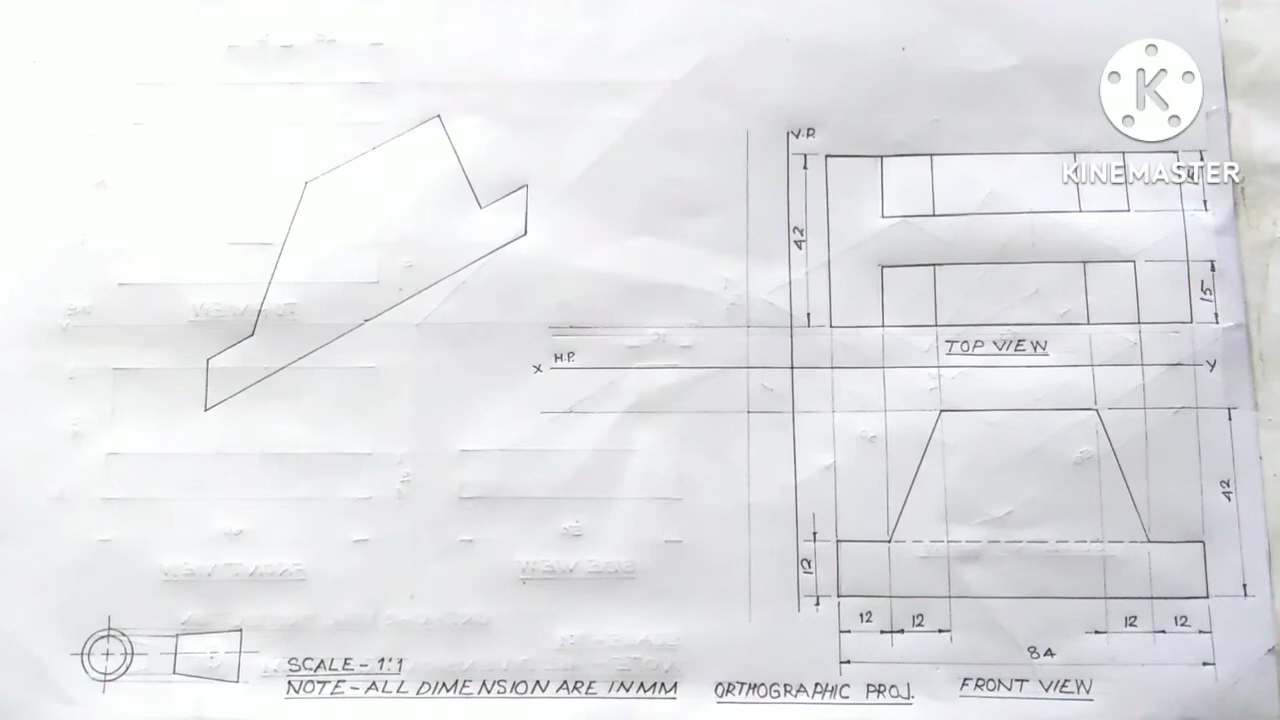 V.P.
K
KINEMASTER
42
15
TOP VIEW
X H.P. Y
42
12
12 12 12 12
84
SCALE - 1:1
NOTE - ALL DIMENSION ARE IN MM
ORTHOGRAPHIC PROJ.
FRONT VIEW